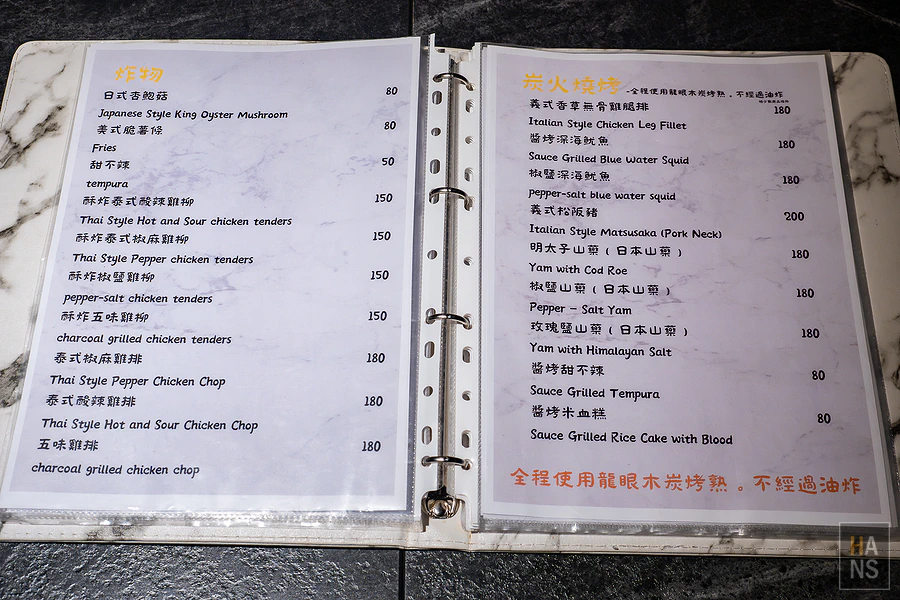 炸物
日式杏鮑菇 80
Japanese Style King Oyster Mushroom
美式脆薯條 80
Fries
甜不辣 50
tempura
酥炸泰式酸辣雞柳 150
Thai Style Hot and Sour chicken tenders
酥炸泰式椒麻雞柳 150
Thai Style Pepper chicken tenders
酥炸椒鹽雞柳 150
pepper-salt chicken tenders
酥炸五味雞柳 150
charcoal grilled chicken tenders
泰式椒麻雞排 180
Thai Style Pepper Chicken Chop
泰式酸辣雞排 180
Thai Style Hot and Sour Chicken Chop
五味雞排 180
charcoal grilled chicken chop
炭火燒烤 -全程使用龍眼木炭烤熟。不經過油炸
義式香草無骨雞腿排 180
Italian Style Chicken Leg Fillet
醬烤深海魷魚 180
Sauce Grilled Blue Water Squid
椒鹽深海魷魚 180
pepper-salt blue water squid
義式松阪豬 200
Italian Style Matsusaka (Pork Neck)
明太子山藥(日本山藥) 180
Yam with Cod Roe
椒鹽山藥(日本山藥) 180
Pepper - Salt Yam
玫瑰鹽山藥(日本山藥) 180
Yam with Himalayan Salt
醬烤甜不辣 80
Sauce Grilled Tempura
醬烤米血糕 80
Sauce Grilled Rice Cake with Blood
全程使用龍眼木炭烤熟。不經過油炸
HANS